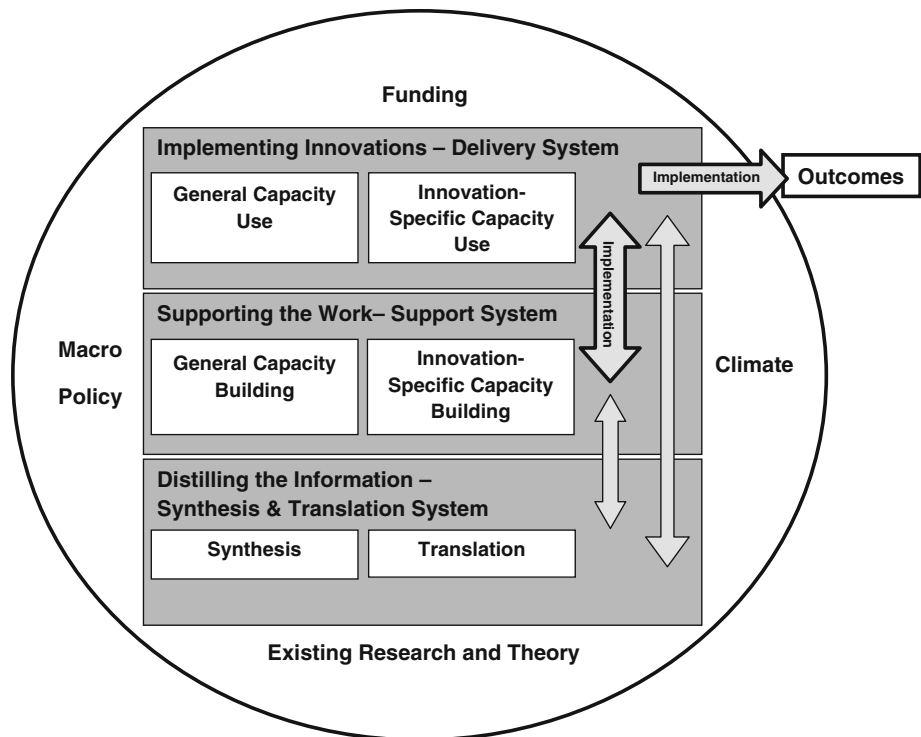 Funding
Implementing Innovations – Delivery System
General Capacity
Use
Innovation-
Specific Capacity
Use
Implementation
Outcomes
Implementation
Supporting the Work– Support System
General Capacity
Building
Innovation-
Specific Capacity
Building
Macro
Policy
Climate
Distilling the Information –
Synthesis & Translation System
Synthesis
Translation
Existing Research and Theory